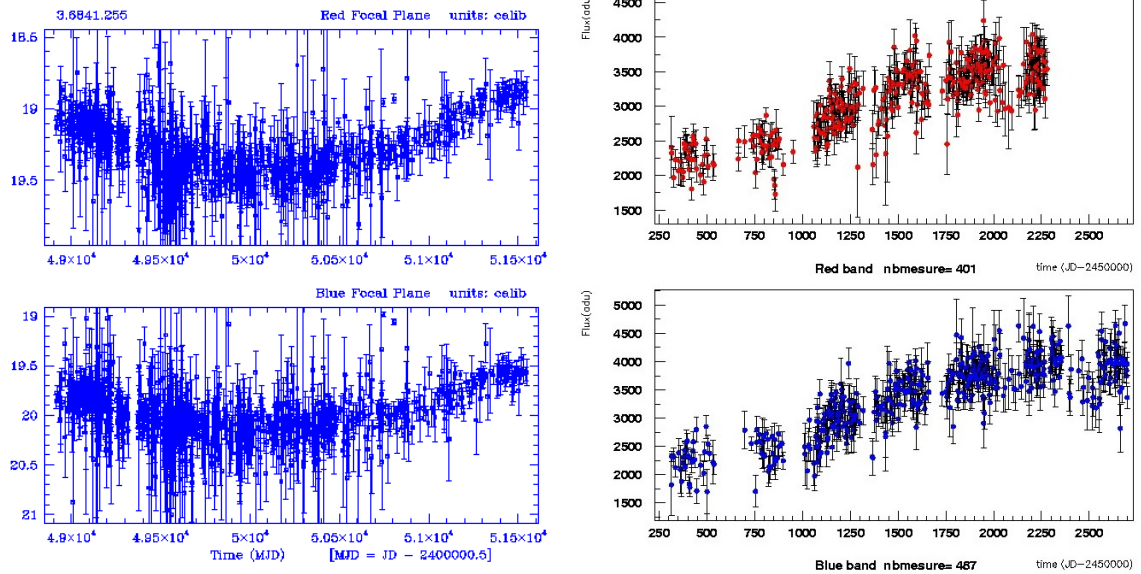 3.6841.255 Red Focal Plane units: calib
18.5
19
19.5
4.9×10⁴ 4.95×10⁴ 5×10⁴ 5.05×10⁴ 5.1×10⁴ 5.15×10⁴
Blue Focal Plane units: calib
19
19.5
20
20.5
21
4.9×10⁴ 4.95×10⁴ 5×10⁴ 5.05×10⁴ 5.1×10⁴ 5.15×10⁴
Time (MJD) [MJD = JD − 2400000.5]
Flux(adu)
4500
4000
3500
3000
2500
2000
1500
250 500 750 1000 1250 1500 1750 2000 2250 2500
Red band nbmesure= 401 time (JD-2450000)
Flux(adu)
5000
4500
4000
3500
3000
2500
2000
1500
250 500 750 1000 1250 1500 1750 2000 2250 2500
Blue band nbmesure= 487 time (JD-2450000)